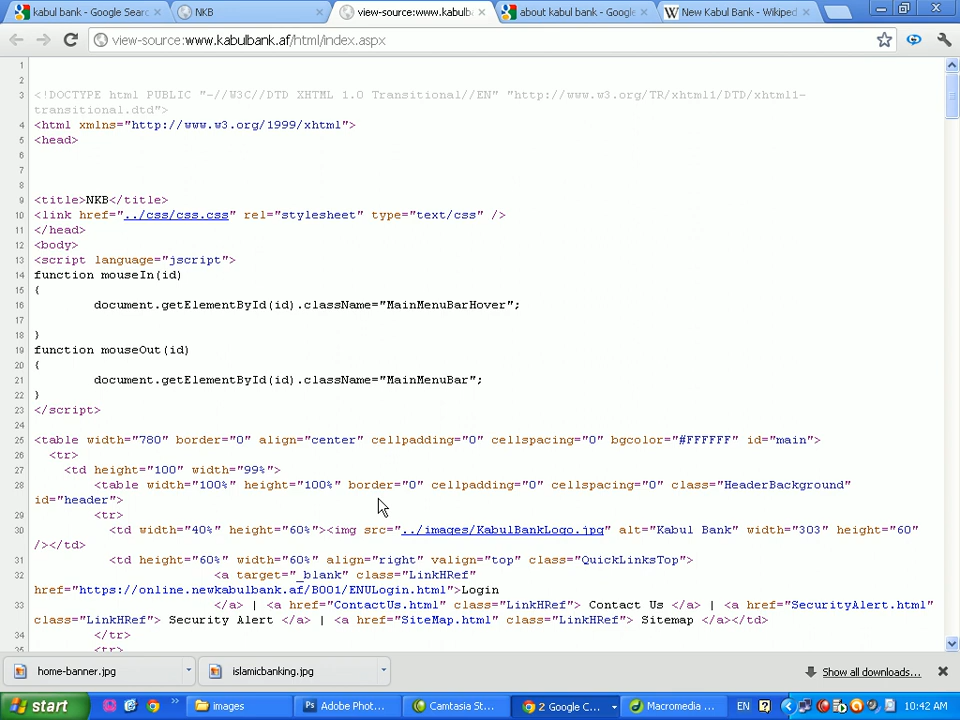 kabul bank - Google Searc
NKB
view-source:www.kabulba
about kabul bank - Google
New Kabul Bank - Wikiped
view-source:www.kabulbank.af/html/index.aspx
1
2
3 <!DOCTYPE html PUBLIC "-//W3C//DTD XHTML 1.0 Transitional//EN" "http://www.w3.org/TR/xhtml1/DTD/xhtml1-
transitional.dtd">
4 <html xmlns="http://www.w3.org/1999/xhtml">
5 <head>
6
7
8
9 <title>NKB</title>
10 <link href="../css/css.css" rel="stylesheet" type="text/css" />
11 </head>
12 <body>
13 <script language="jscript">
14 function mouseIn(id)
15 {
16 document.getElementById(id).className="MainMenuBarHover";
17
18 }
19 function mouseOut(id)
20 {
21 document.getElementById(id).className="MainMenuBar";
22 }
23 </script>
24
25 <table width="780" border="0" align="center" cellpadding="0" cellspacing="0" bgcolor="#FFFFFF" id="main">
26 <tr>
27 <td height="100" width="99%">
28 <table width="100%" height="100%" border="0" cellpadding="0" cellspacing="0" class="HeaderBackground"
id="header">
29 <tr>
30 <td width="40%" height="60%"><img src="../images/KabulBankLogo.jpg" alt="Kabul Bank" width="303" height="60"
/></td>
31 <td height="60%" width="60%" align="right" valign="top" class="QuickLinksTop">
32 <a target="_blank" class="LinkHRef"
href="https://online.newkabulbank.af/B001/ENULogin.html">Login
33 </a> | <a href="ContactUs.html" class="LinkHRef"> Contact Us </a> | <a href="SecurityAlert.html"
class="LinkHRef"> Security Alert </a> | <a href="SiteMap.html" class="LinkHRef"> Sitemap </a></td>
34 </tr>
35 <tr>
home-banner.jpg
islamicbanking.jpg
Show all downloads...
start
images
Adobe Phot...
Camtasia St...
2 Google C...
Macromedia ...
EN
10:42 AM